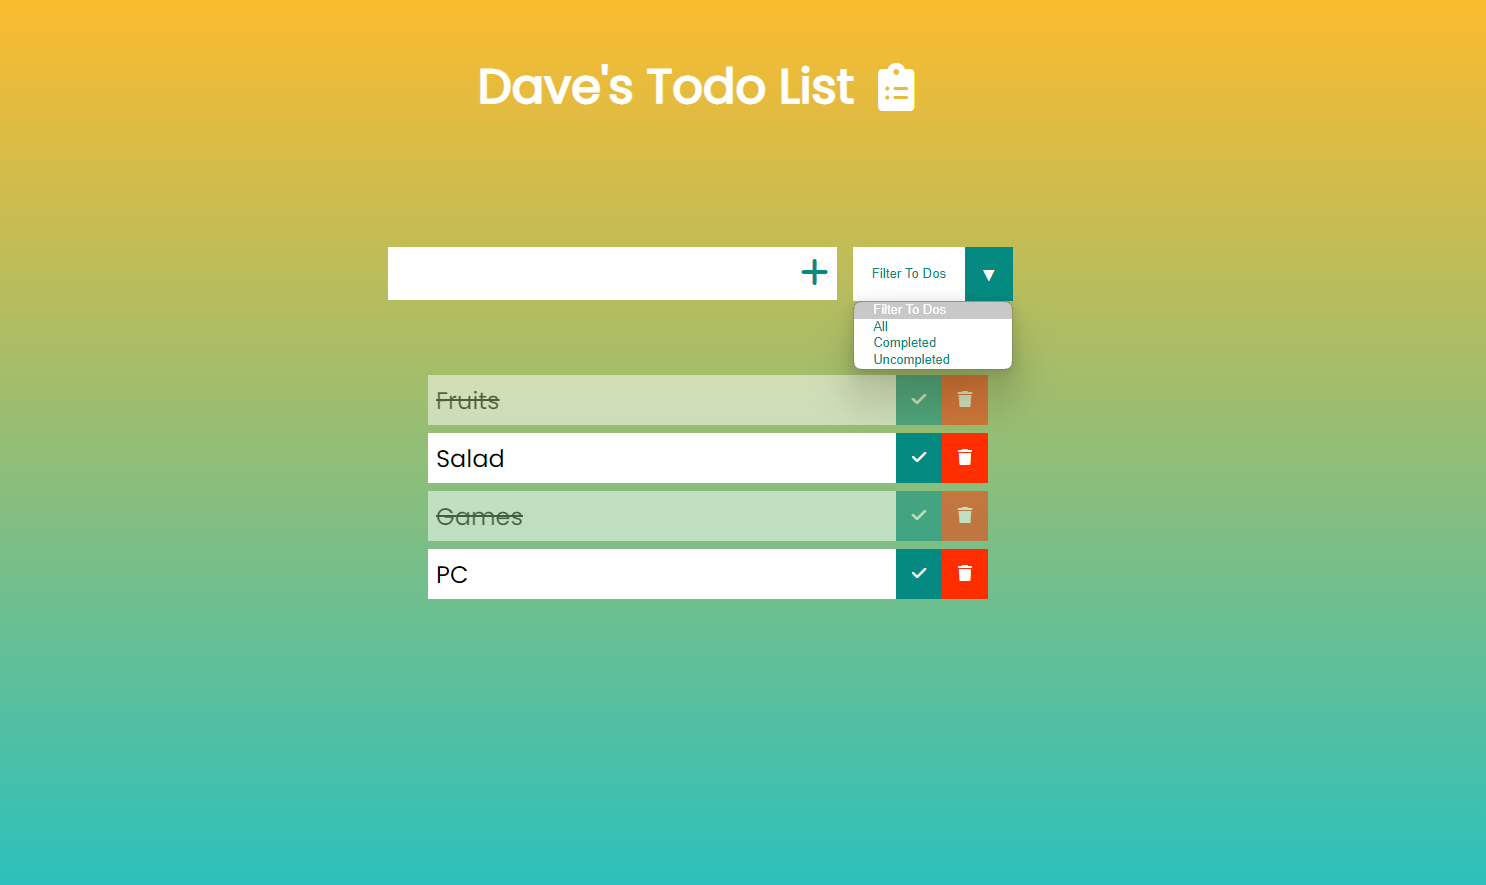 Dave's Todo List
Filter To Dos
Filter To Dos
All
Completed
Uncompleted
Fruits
Salad
Games
PC